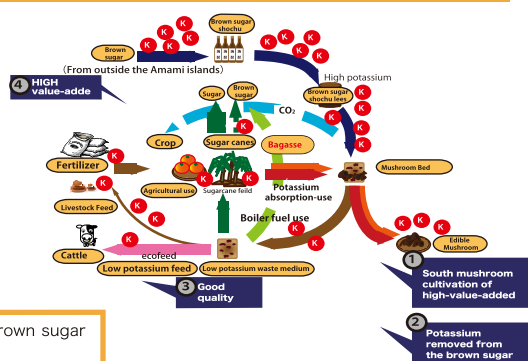 Brown sugar
shochu
Brown
sugar
K K K K K
K K K K K
(From outside the Amami islands)
High potassium
4 HIGH
value-adde
Sugar
Brown
sugar
Brown sugar
shochu lees
K
K
K
K
CO₂
K
Crop
Sugar canes
Bagasse
Fertilizer
K
Mushroom Bed
K
K
K
Agricultural use
Sugarcane feild
Potassium
absorption-use
Livestock Feed
K
K
Boiler fuel use
K
K
K K K
Cattle
K
ecofeed
Edible
Mushroom
Low potassium feed
Low potassium waste medium
1
South mushroom
cultivation of
high-value-added
3 Good
quality
2
Potassium
removed from
the brown sugar
rown sugar